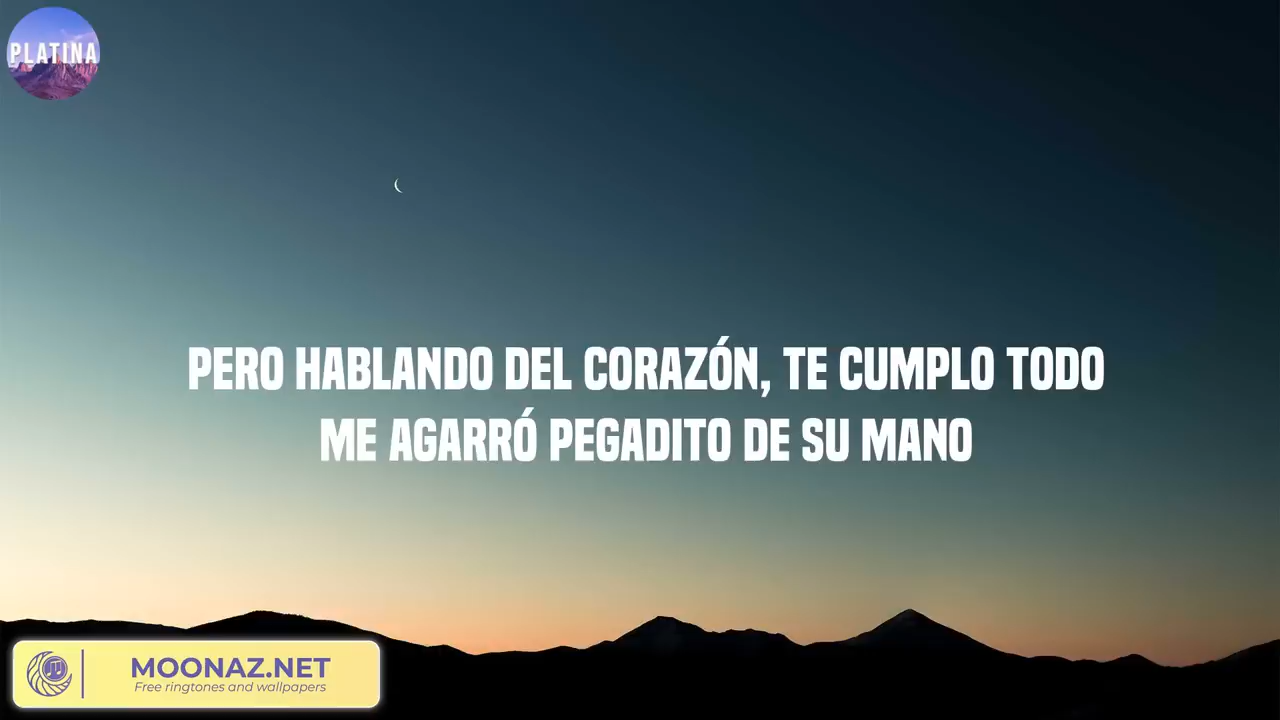 PLATINA
PERO HABLANDO DEL CORAZÓN, TE CUMPLO TODO
ME AGARRÓ PEGADITO DE SU MANO
MOONAZ.NET
Free ringtones and wallpapers